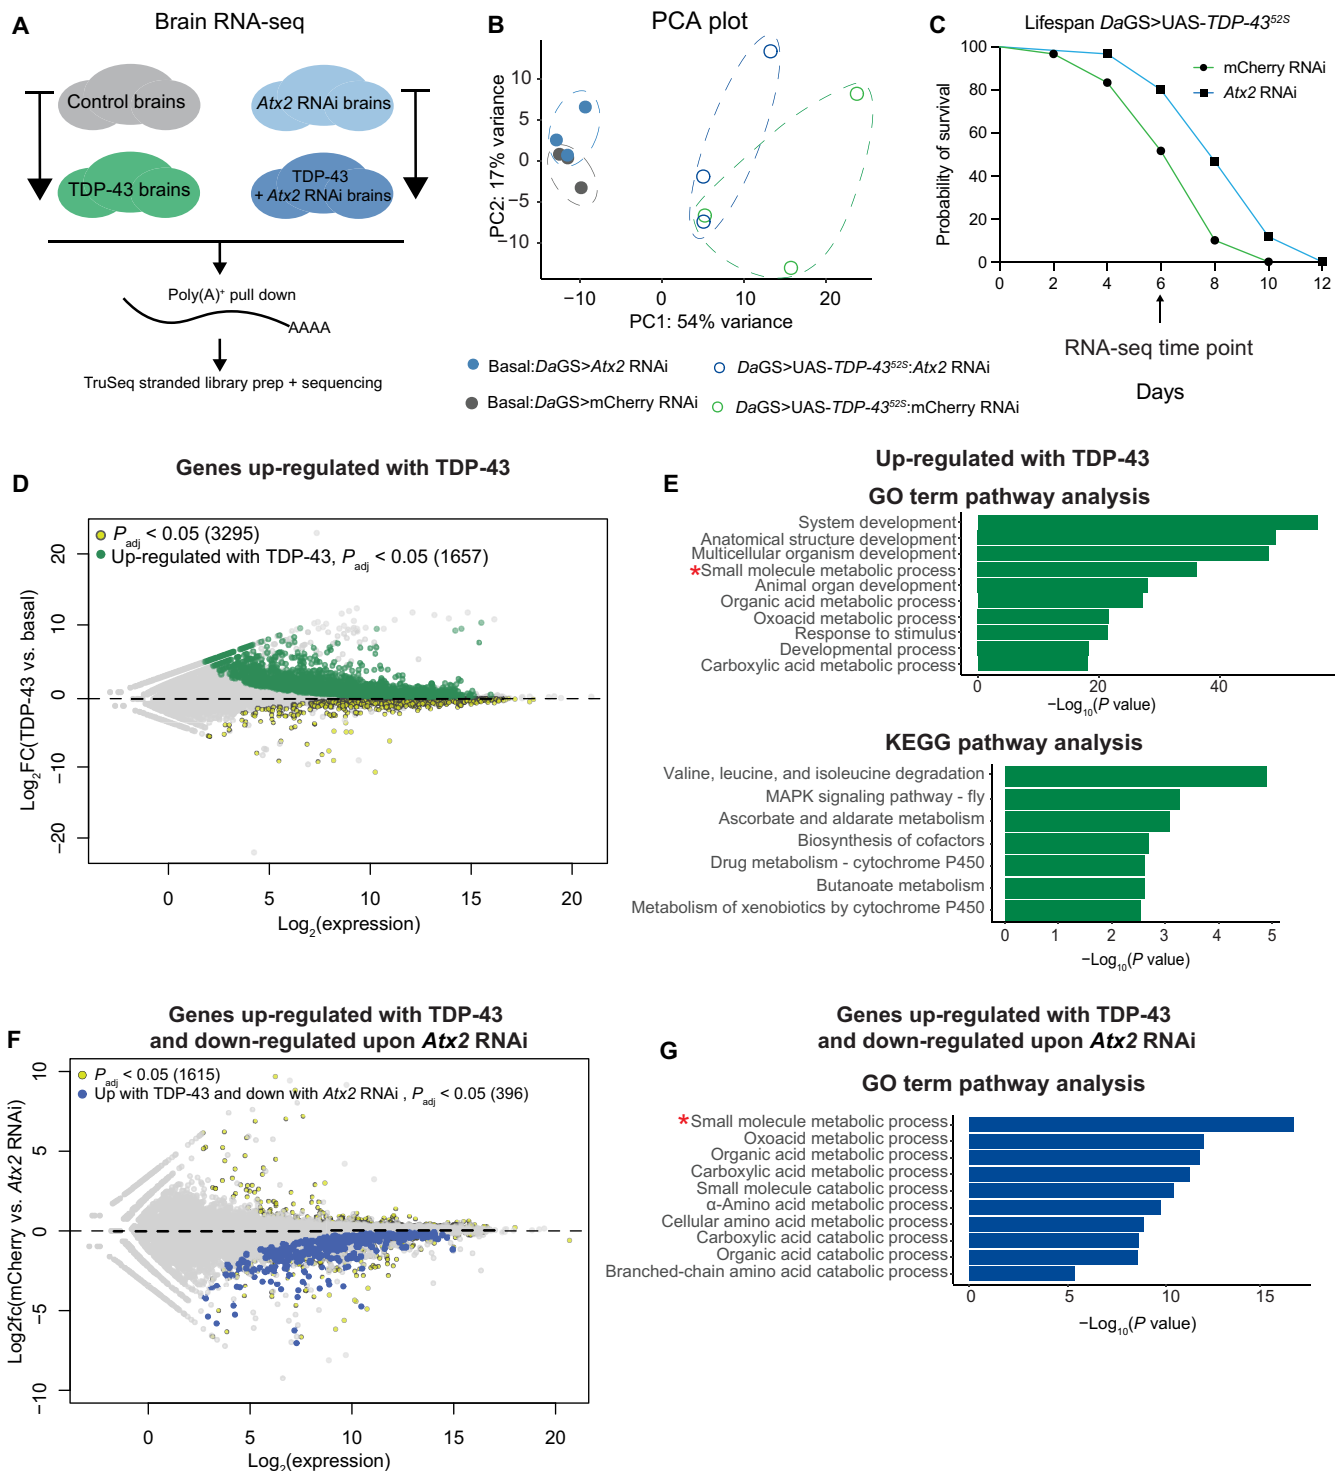 A
Brain RNA-seq
Control brains
Atx2 RNAi brains
TDP-43 brains
TDP-43
+ Atx2 RNAi brains
Poly(A)+ pull down
AAAA
TruSeq stranded library prep + sequencing
B
PCA plot
PC2: 17% variance
10
5
0
−5
−10
−10
0
10
20
PC1: 54% variance
Basal:DaGS>Atx2 RNAi
DaGS>UAS-TDP-43^52S:Atx2 RNAi
Basal:DaGS>mCherry RNAi
DaGS>UAS-TDP-43^52S:mCherry RNAi
C
Lifespan DaGS>UAS-TDP-43^52S
mCherry RNAi
Atx2 RNAi
Probability of survival
100
80
60
40
20
0
0
2
4
6
8
10
12
RNA-seq time point
Days
D
Genes up-regulated with TDP-43
P_adj < 0.05 (3295)
Up-regulated with TDP-43, P_adj < 0.05 (1657)
Log2FC(TDP-43 vs. basal)
20
10
0
−10
−20
0
5
10
15
20
Log2(expression)
E
Up-regulated with TDP-43
GO term pathway analysis
System development
Anatomical structure development
Multicellular organism development
*Small molecule metabolic process
Animal organ development
Organic acid metabolic process
Oxoacid metabolic process
Response to stimulus
Developmental process
Carboxylic acid metabolic process
0
20
40
−Log10(P value)
KEGG pathway analysis
Valine, leucine, and isoleucine degradation
MAPK signaling pathway - fly
Ascorbate and aldarate metabolism
Biosynthesis of cofactors
Drug metabolism - cytochrome P450
Butanoate metabolism
Metabolism of xenobiotics by cytochrome P450
0
1
2
3
4
5
−Log10(P value)
F
Genes up-regulated with TDP-43
and down-regulated upon Atx2 RNAi
P_adj < 0.05 (1615)
Up with TDP-43 and down with Atx2 RNAi , P_adj < 0.05 (396)
Log2fc(mCherry vs. Atx2 RNAi)
10
5
0
−5
−10
0
5
10
15
20
Log2(expression)
G
Genes up-regulated with TDP-43
and down-regulated upon Atx2 RNAi
GO term pathway analysis
*Small molecule metabolic process
Oxoacid metabolic process
Organic acid metabolic process
Carboxylic acid metabolic process
Small molecule catabolic process
α-Amino acid metabolic process
Cellular amino acid metabolic process
Carboxylic acid catabolic process
Organic acid catabolic process
Branched-chain amino acid catabolic process
0
5
10
15
−Log10(P value)